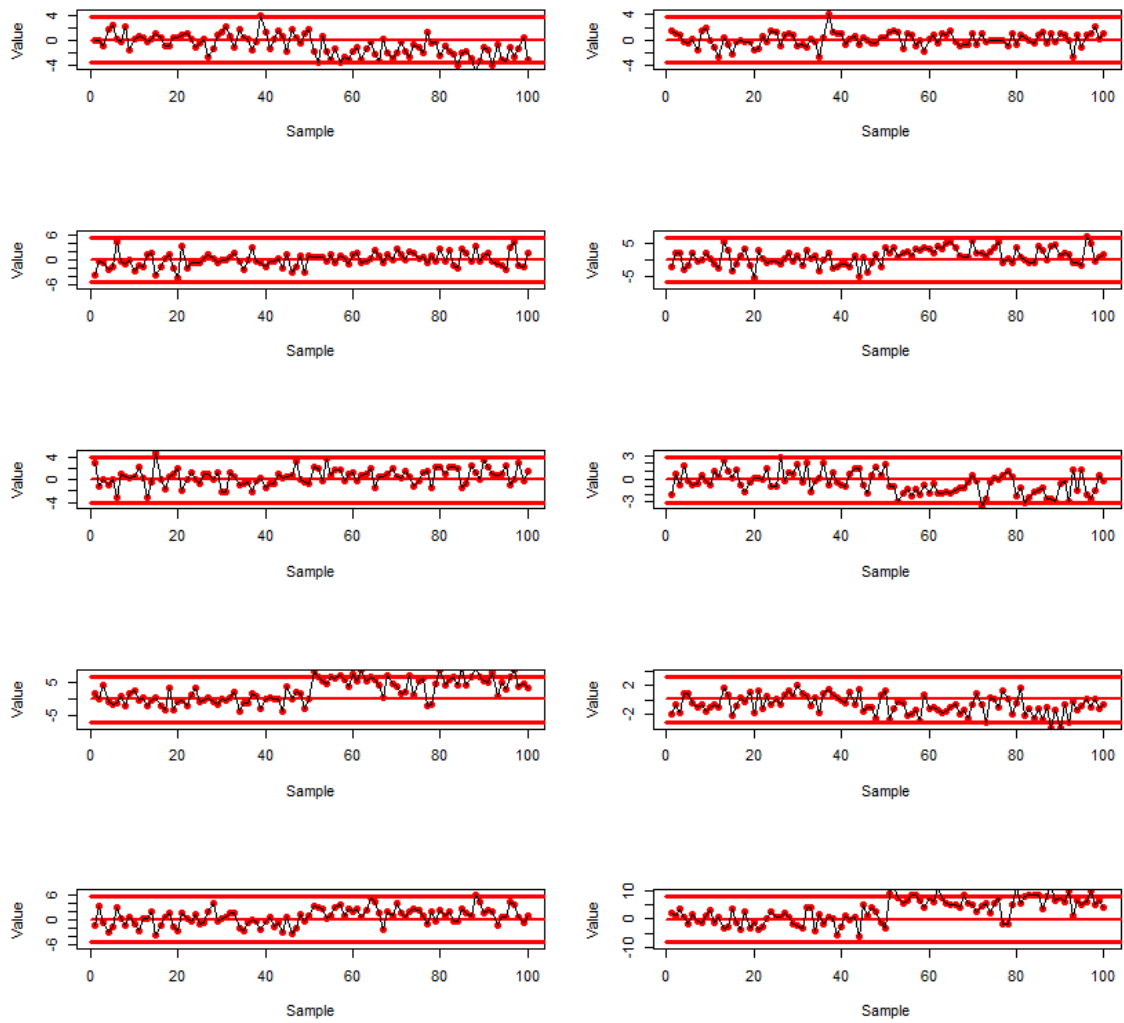 Value -4 0 4 0 20 40 60 80 100 Sample
Value -4 0 4 0 20 40 60 80 100 Sample
Value -6 0 6 0 20 40 60 80 100 Sample
Value -5 5 0 20 40 60 80 100 Sample
Value -4 0 4 0 20 40 60 80 100 Sample
Value -3 0 3 0 20 40 60 80 100 Sample
Value -5 5 0 20 40 60 80 100 Sample
Value -2 2 0 20 40 60 80 100 Sample
Value -6 0 6 0 20 40 60 80 100 Sample
Value -10 0 10 0 20 40 60 80 100 Sample